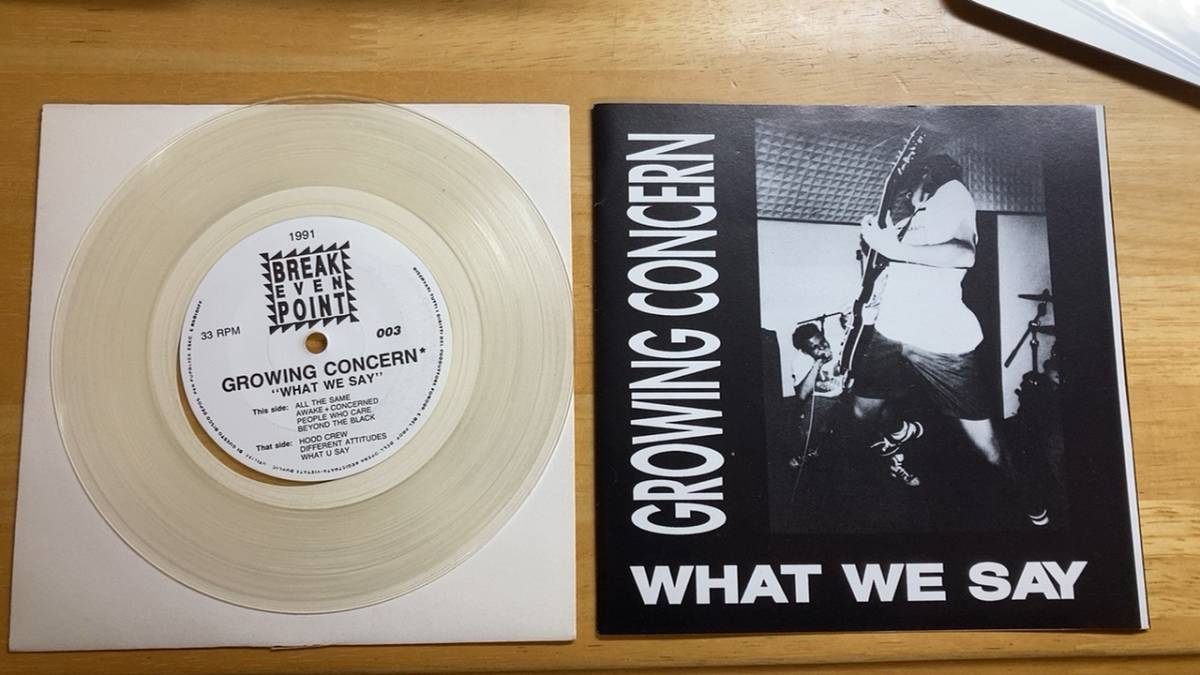 1991
BREAK
EVEN
POINT
33 RPM
003
GROWING CONCERN*
"WHAT WE SAY"
This side: ALL THE SAME
AWAKE + CONCERNED
PEOPLE WHO CARE
BEYOND THE BLACK
That side: HOOD CREW
DIFFERENT ATTITUDES
WHAT U SAY
GROWING CONCERN
WHAT WE SAY